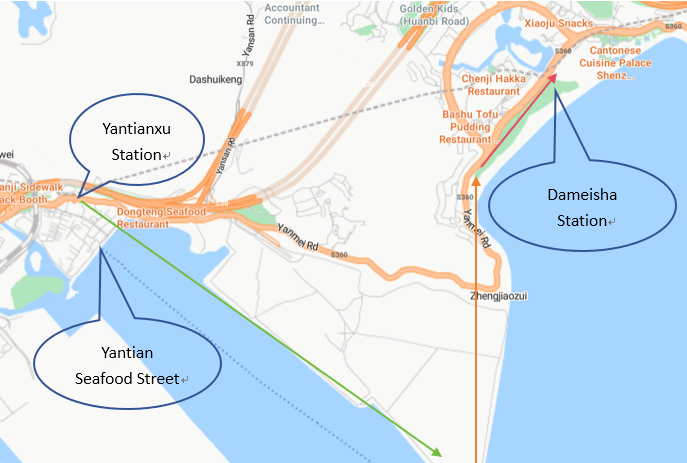 Accountant
Continuing...
Golden Kids
(Huanbi Road)
Xiaoju Snacks
S360
Cantonese
Cuisine Palace
Shenz...
Yansan Rd
X879
Dashuikeng
Chenji Hakka
Restaurant
Bashu Tofu
Pudding
Restaurant...
S360
Yantianxu
Station
wei
Yansan Rd
anji Sidewalk
ack Booth
Dongteng Seafood
Restaurant
Yanmei Rd
S360
S360
Yanmei Rd
Zhengjiaozui
Dameisha
Station
Yantian
Seafood Street